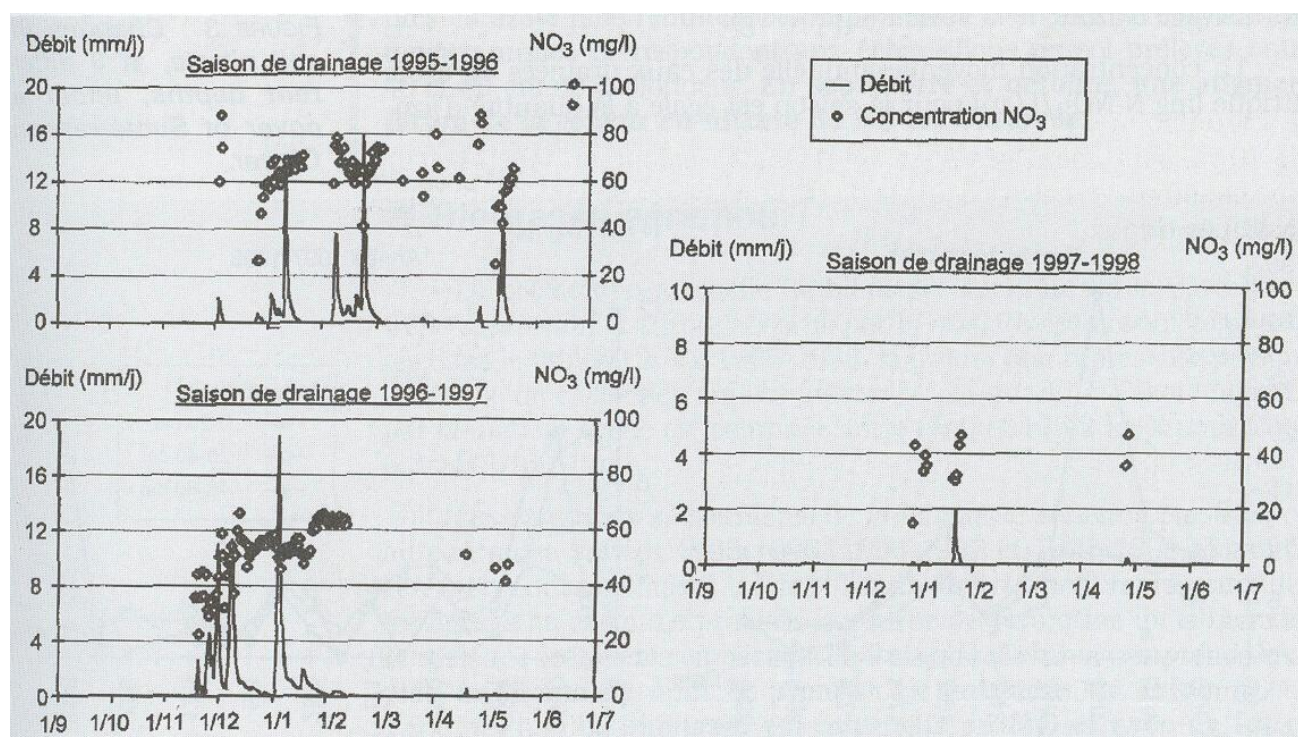 Débit (mm/j) NO3 (mg/l)
Saison de drainage 1995-1996
20 100
16 80
12 60
8 40
4 20
0 0
Débit
Concentration NO3
Débit (mm/j) NO3 (mg/l)
Saison de drainage 1996-1997
20 100
16 80
12 60
8 40
4 20
0 0
1/9 1/10 1/11 1/12 1/1 1/2 1/3 1/4 1/5 1/6 1/7
Débit (mm/j) NO3 (mg/l)
Saison de drainage 1997-1998
10 100
8 80
6 60
4 40
2 20
0 0
1/9 1/10 1/11 1/12 1/1 1/2 1/3 1/4 1/5 1/6 1/7